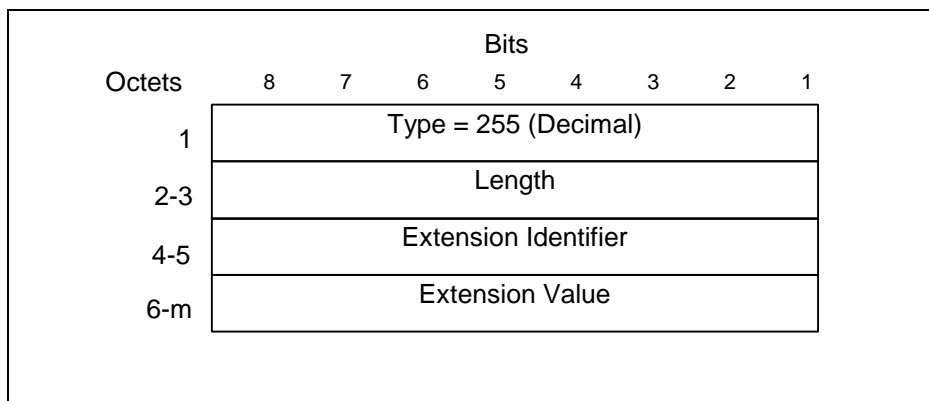 Bits
Octets 8 7 6 5 4 3 2 1
1 Type = 255 (Decimal)
2-3 Length
4-5 Extension Identifier
6-m Extension Value